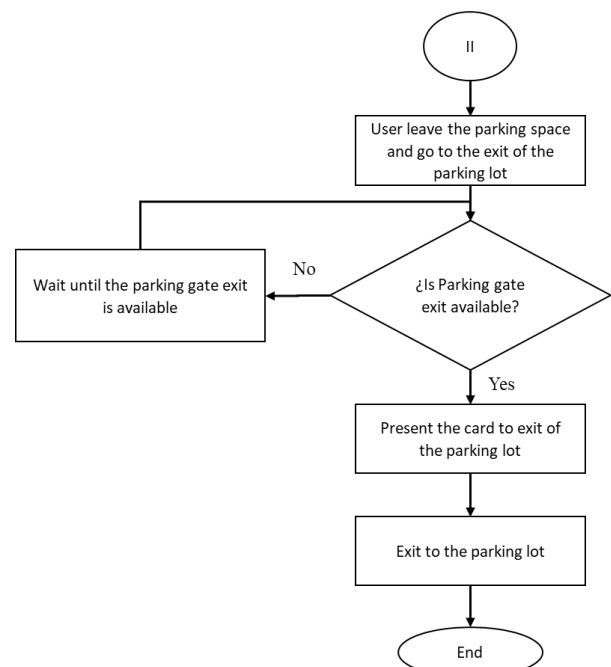 II
User leave the parking space
and go to the exit of the
parking lot
¿Is Parking gate
exit available?
No
Wait until the parking gate exit
is available
Yes
Present the card to exit of
the parking lot
Exit to the parking lot
End